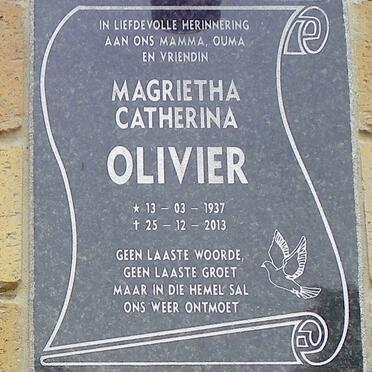 IN LIEFDEVOLLE HERINNERING
AAN ONS MAMMA, OUMA
EN VRIENDIN
MAGRIETHA
CATHERINA
OLIVIER
★ 13 – 03 – 1937
✝ 25 – 12 – 2013
GEEN LAASTE WOORDE,
GEEN LAASTE GROET
MAAR IN DIE HEMEL SAL
ONS WEER ONTMOET